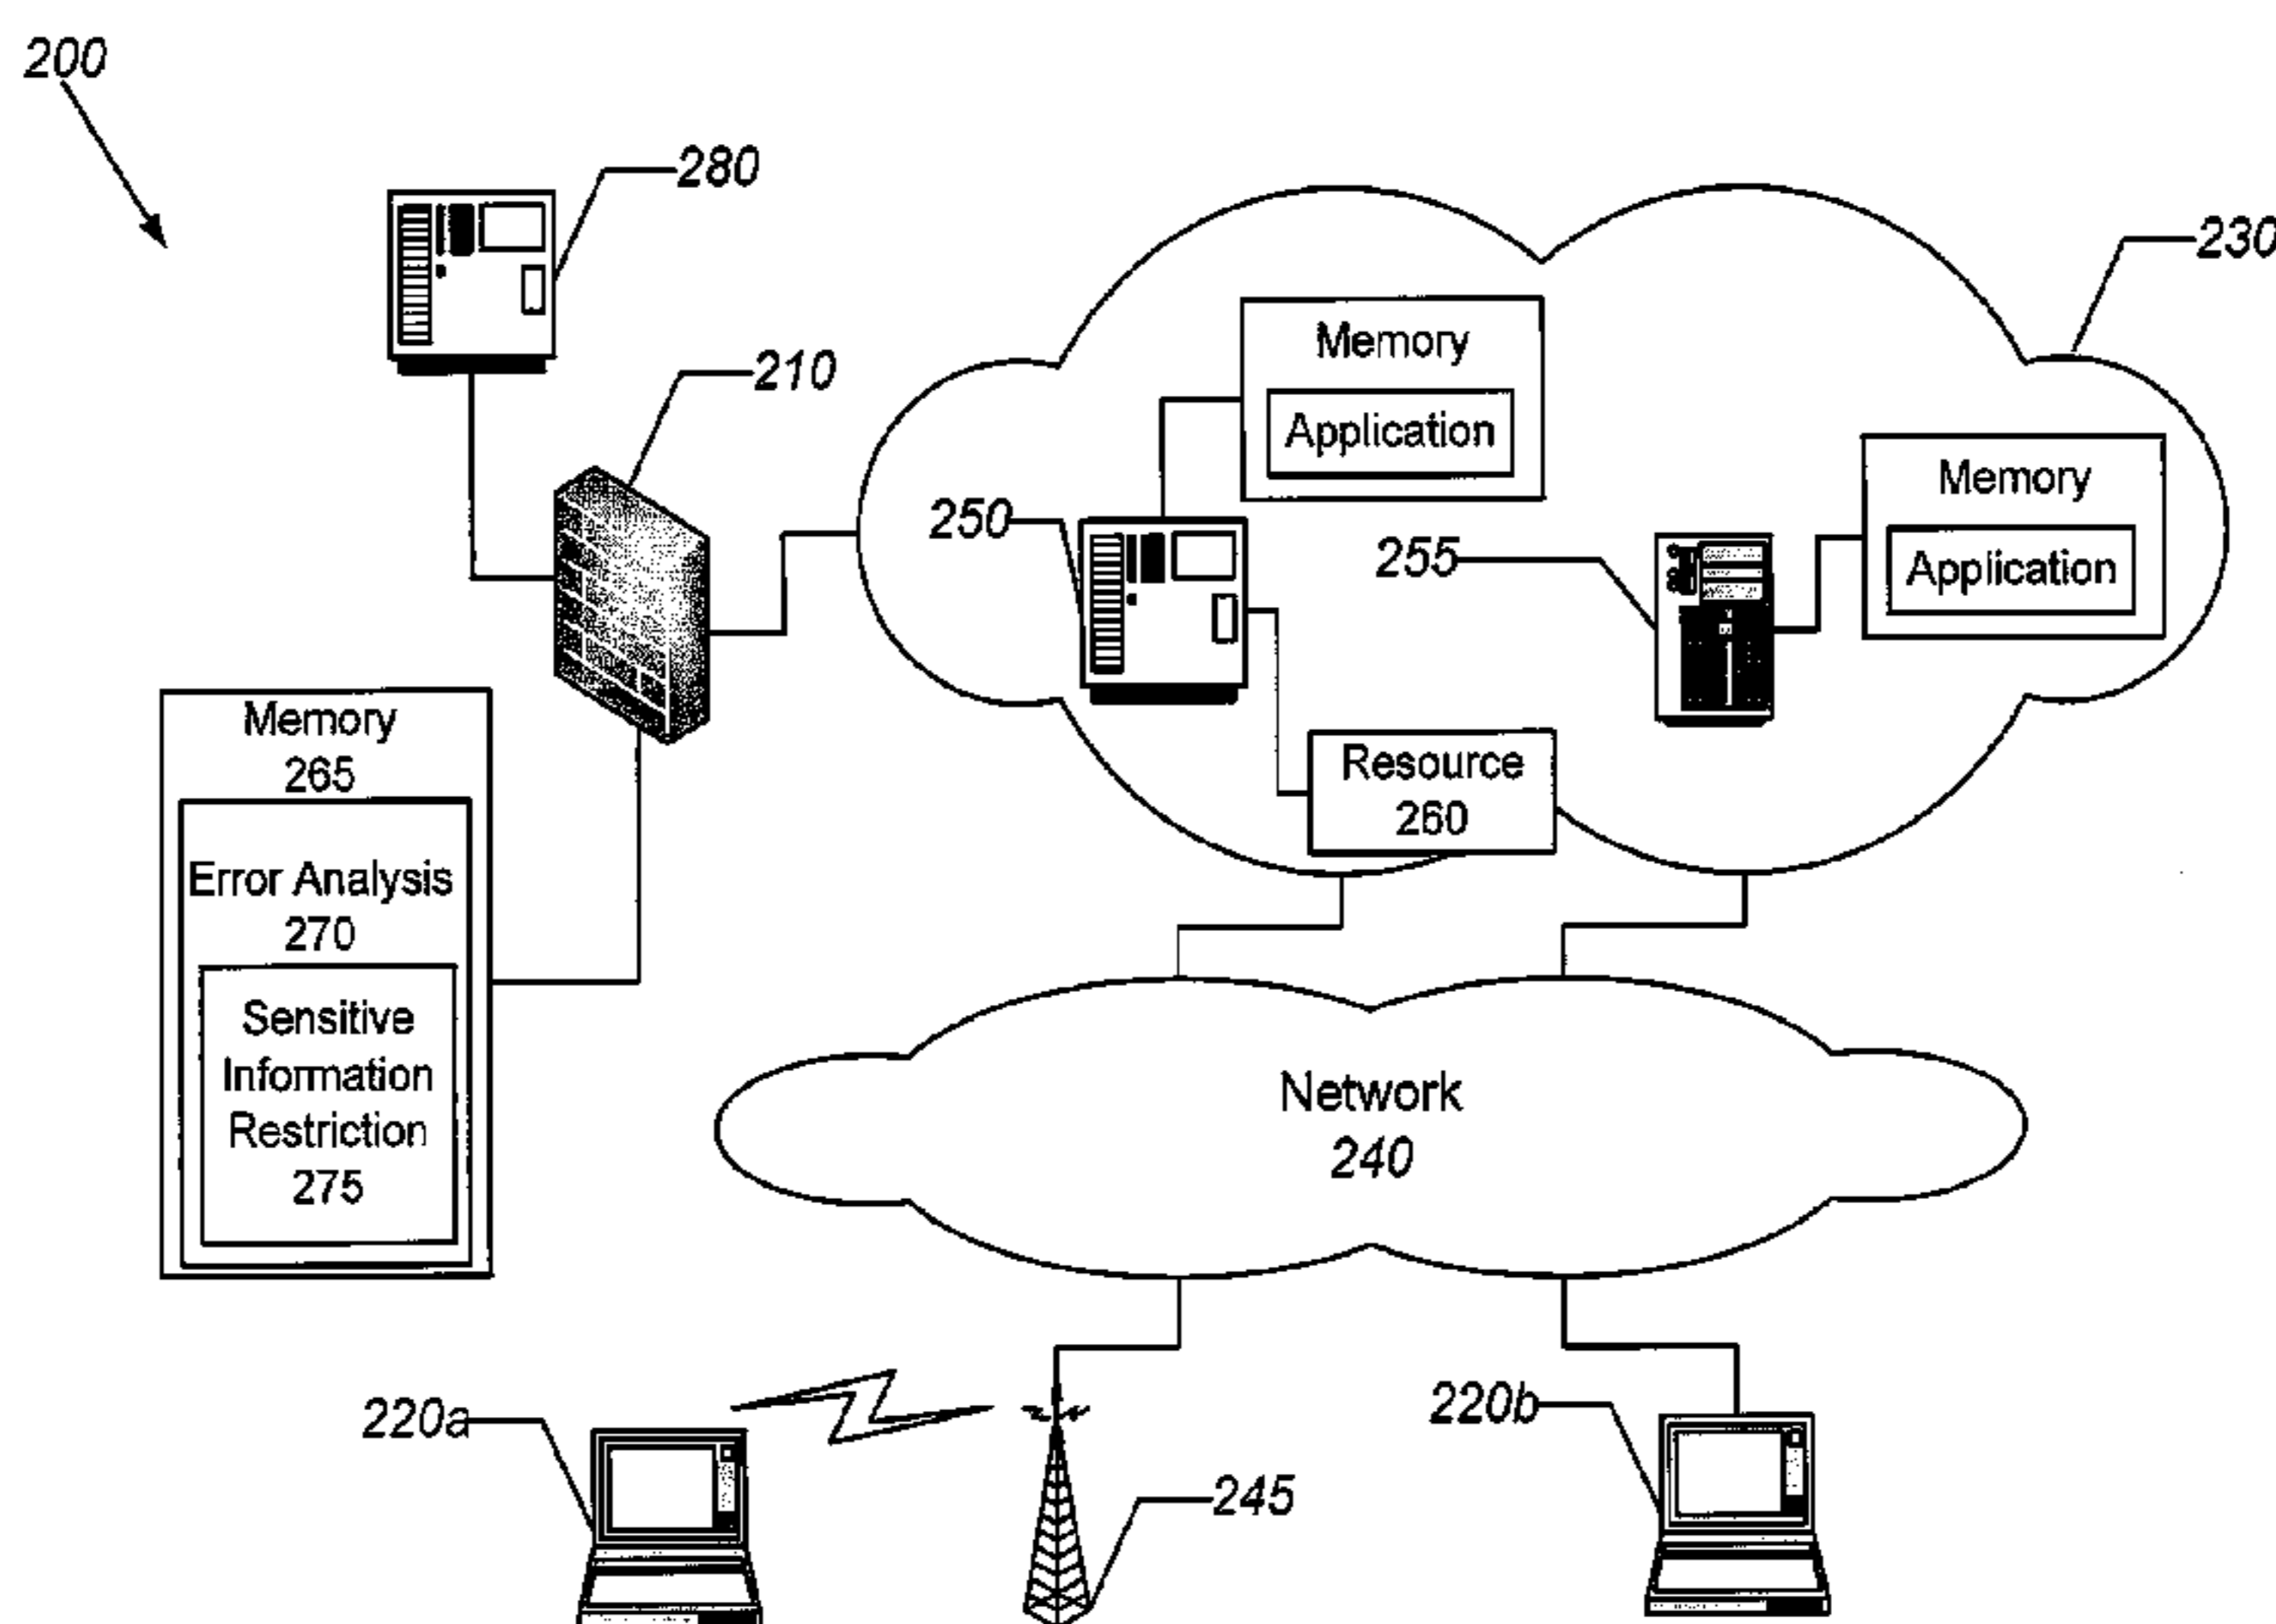 200
280
230
210
Memory
Application
250
255
Memory
Application
Memory
265
Resource
260
Error Analysis
270
Sensitive
Information
Restriction
275
Network
240
220a
220b
245